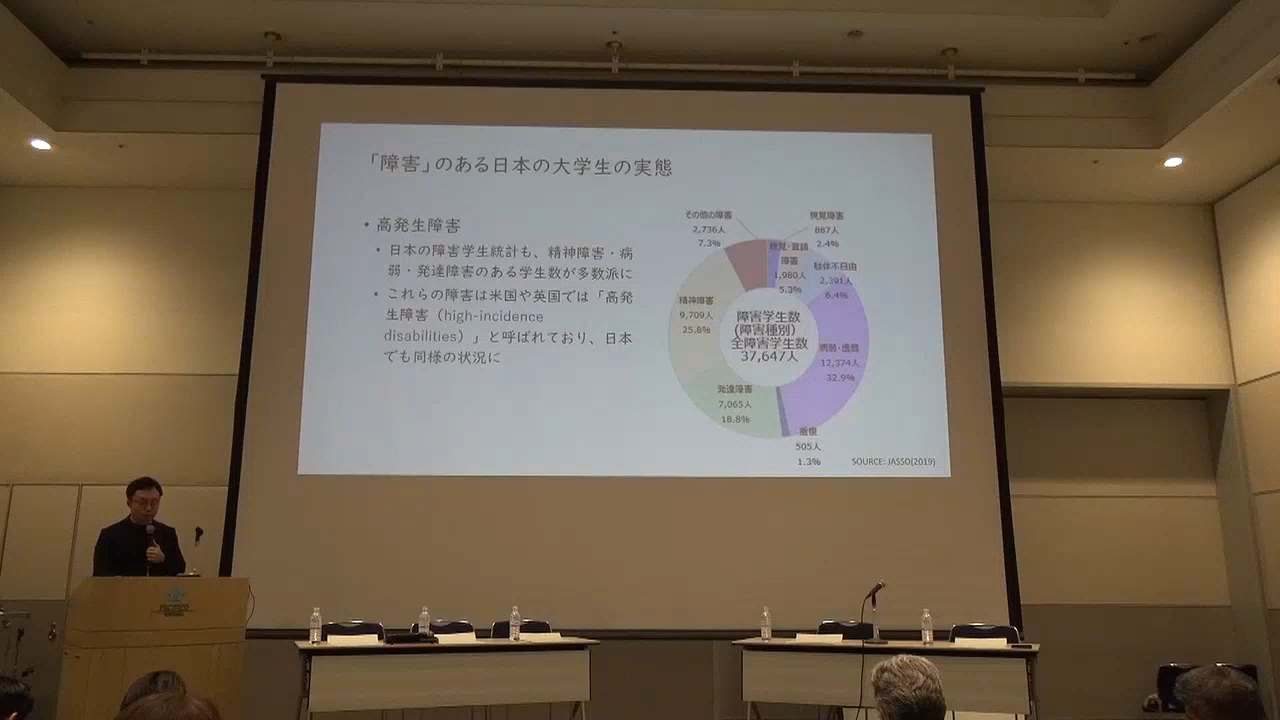 「障害」のある日本の大学生の実態
• 高発生障害
• 日本の障害学生統計も、精神障害・病
弱・発達障害のある学生数が多数派に
• これらの障害は米国や英国では「高発
生障害（high-incidence
disabilities）」と呼ばれており、日本
でも同様の状況に
その他の障害
2,736人
7.3%
視覚障害
887人
2.4%
聴覚・言語
障害
1,980人
5.3%
肢体不自由
2,391人
6.4%
精神障害
9,709人
25.8%
障害学生数
(障害種別)
全障害学生数
37,647人
病弱・虚弱
12,374人
32.9%
発達障害
7,065人
18.8%
重複
505人
1.3%
SOURCE: JASSO(2019)
PACIFICO